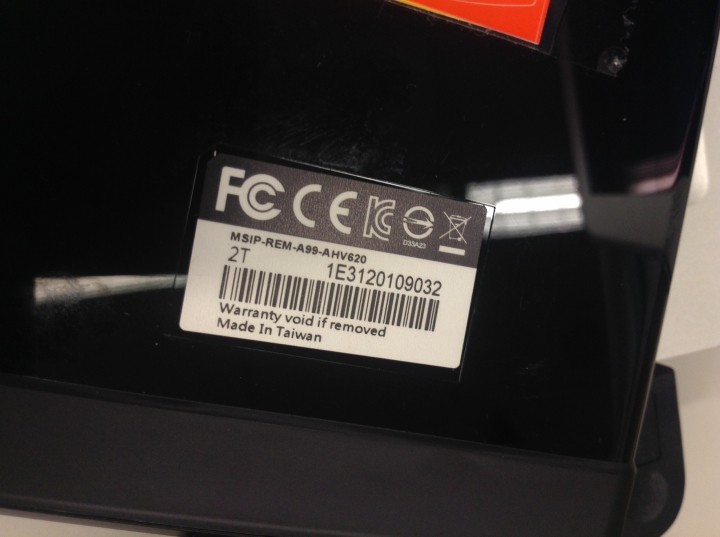 FC CE
D33A23
MSIP-REM-A99-AHV620
2T 1E3120109032
Warranty void if removed
Made In Taiwan